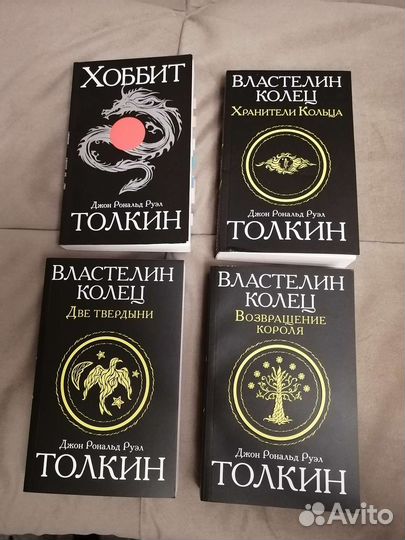 Хоббит
Джон Рональд Руэл
Толкин
Властелин
Колец
Хранители Кольца
Джон Рональд Руэл
Толкин
Властелин
Колец
Две твердыни
Джон Рональд Руэл
Толкин
Властелин
Колец
Возвращение
короля
Джон Рональд Руэл
Толкин
Avito